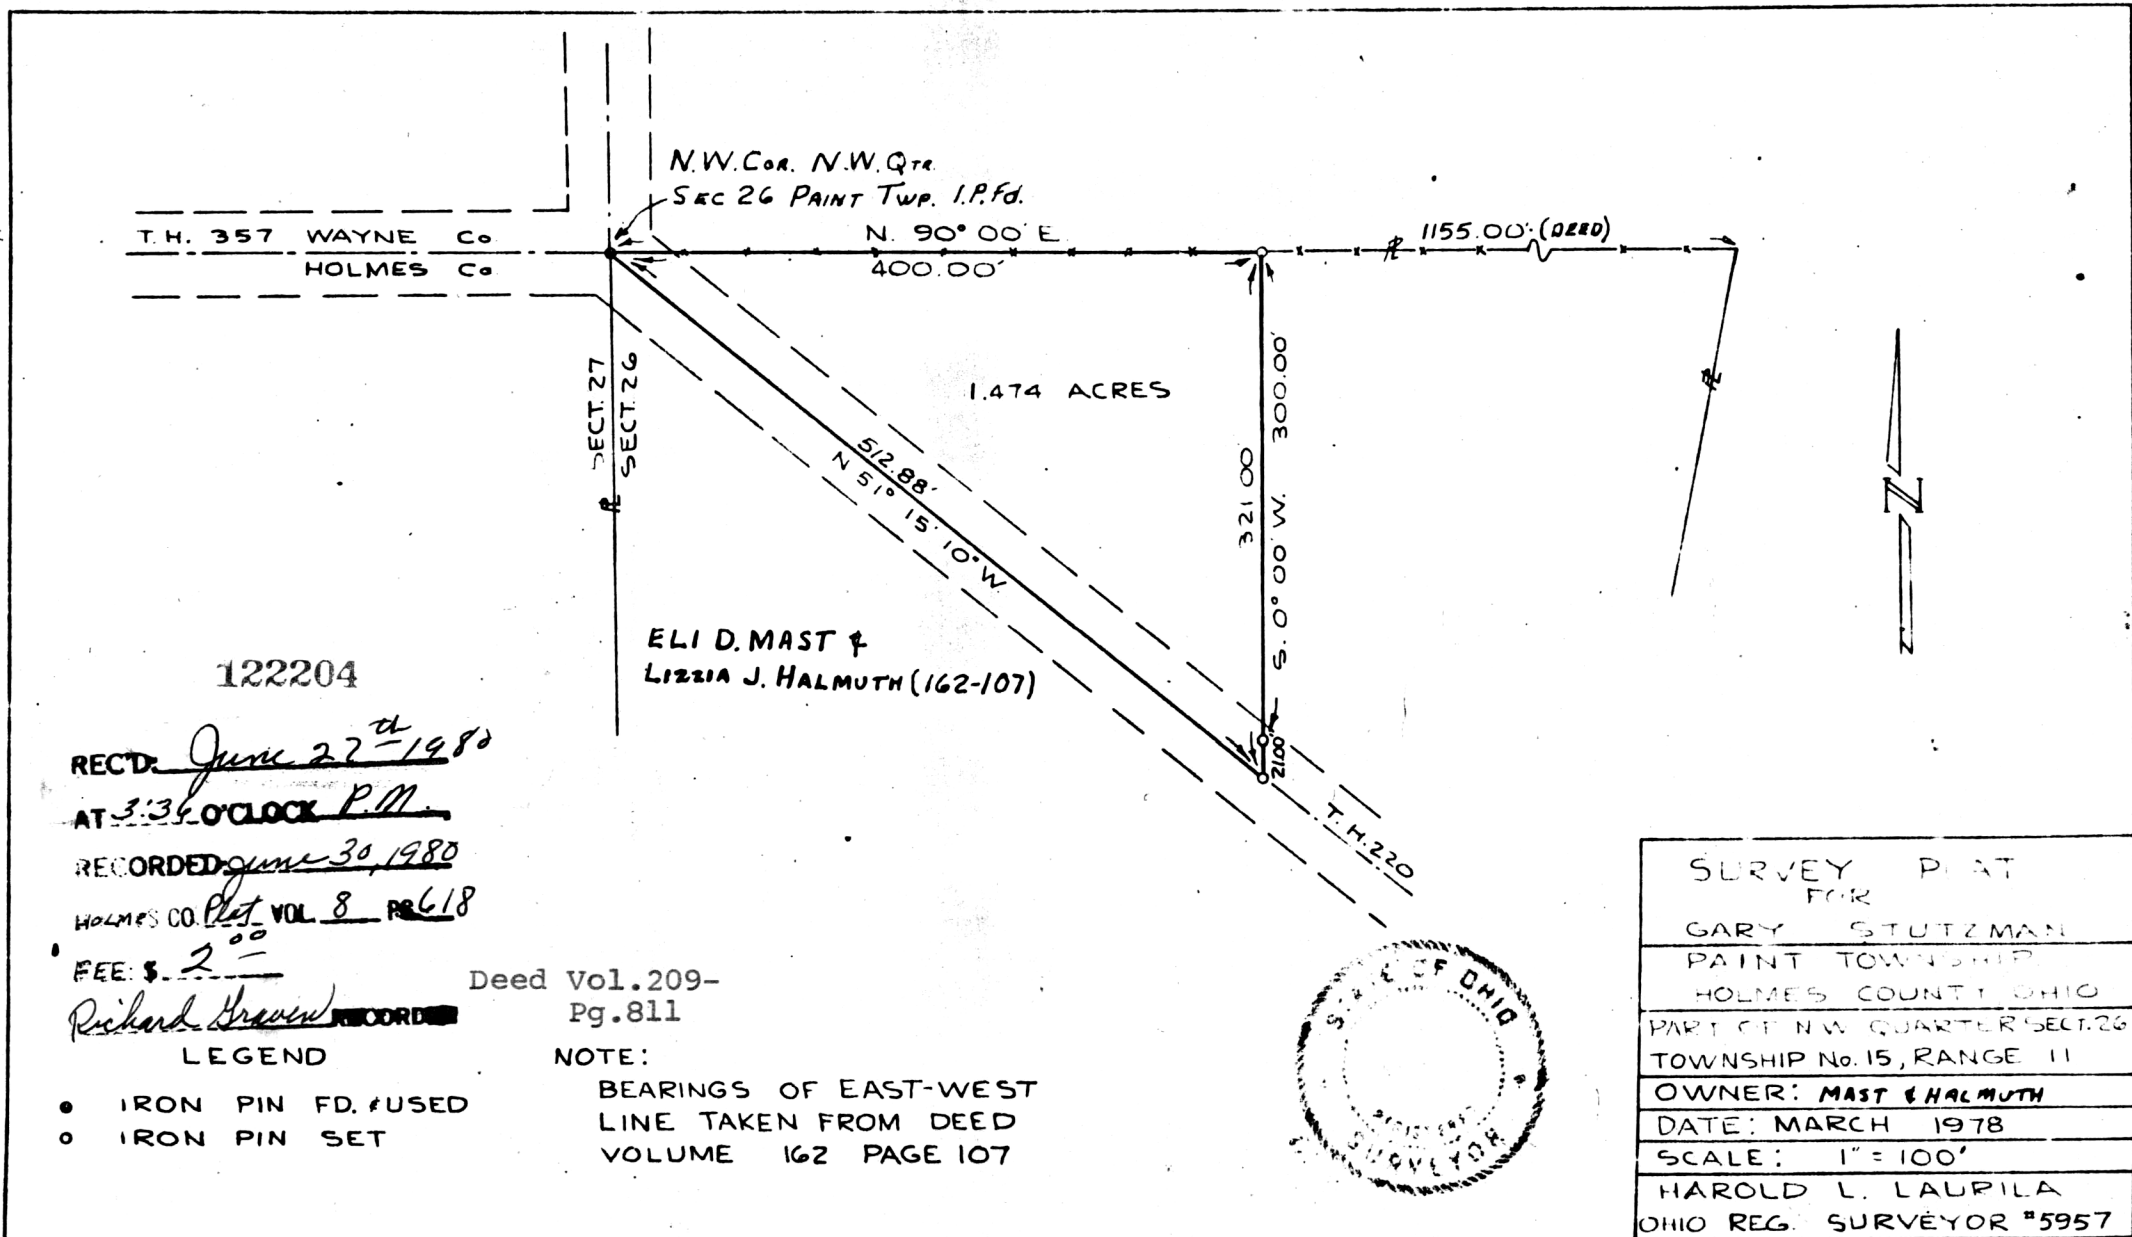 N.W. COR. N.W. QTR.
SEC 26 PAINT TWP. I.P. Fd.
T.H. 357 WAYNE Co
HOLMES Co
N. 90° 00' E.
400.00'
1155.00' (DEED)
SECT. 27
SECT. 26
1.474 ACRES
512.88'
N 51° 15' 10" W.
321.00
S. 0° 00' W. 300.00'
21.00'
T.H. 220
ELI D. MAST &
LIZZIA J. HALMUTH (162-107)
N
122204
REC'D. June 27th 1980
AT 3:36 O'CLOCK P.M.
RECORDED June 30, 1980
HOLMES CO. Plat VOL. 8 PG 618
FEE: $ 2 00
Richard Graven RECORDER
Deed Vol.209-
Pg.811
LEGEND
IRON PIN FD. & USED
IRON PIN SET
NOTE:
BEARINGS OF EAST-WEST
LINE TAKEN FROM DEED
VOLUME 162 PAGE 107
STATE OF OHIO
REGISTERED
SURVEYOR
SURVEY PLAT
FOR
GARY STUTZMAN
PAINT TOWNSHIP
HOLMES COUNTY OHIO
PART OF NW QUARTER SECT. 26
TOWNSHIP No. 15, RANGE 11
OWNER: MAST & HALMUTH
DATE: MARCH 1978
SCALE: 1" = 100'
HAROLD L. LAURILA
OHIO REG. SURVEYOR #5957